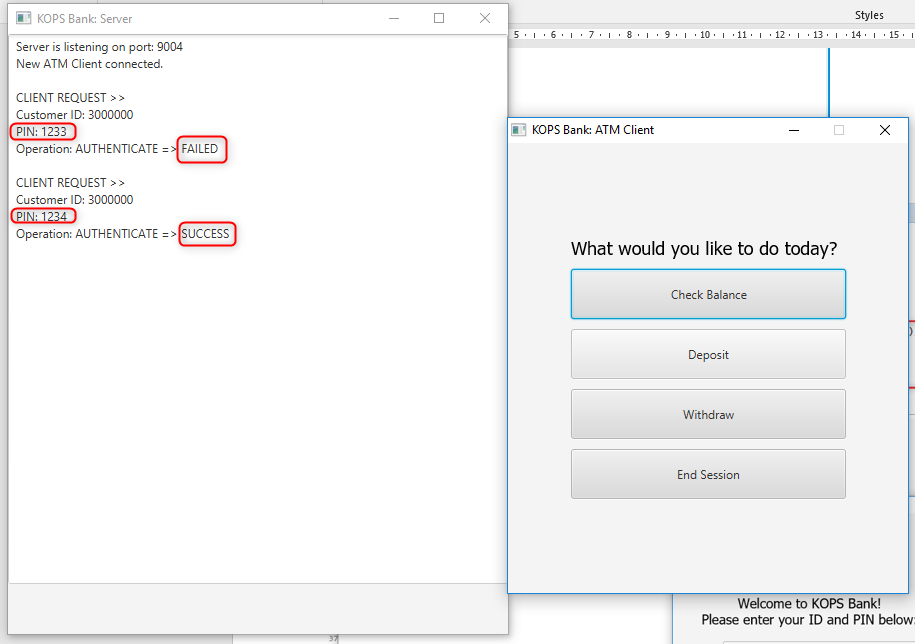 KOPS Bank: Server
Server is listening on port: 9004
New ATM Client connected.
CLIENT REQUEST >>
Customer ID: 3000000
PIN: 1233
Operation: AUTHENTICATE => FAILED
CLIENT REQUEST >>
Customer ID: 3000000
PIN: 1234
Operation: AUTHENTICATE => SUCCESS
Styles
5 6 7 8 9 10 11 12 13 14 15
KOPS Bank: ATM Client
What would you like to do today?
Check Balance
Deposit
Withdraw
End Session
Welcome to KOPS Bank!
Please enter your ID and PIN below:
37